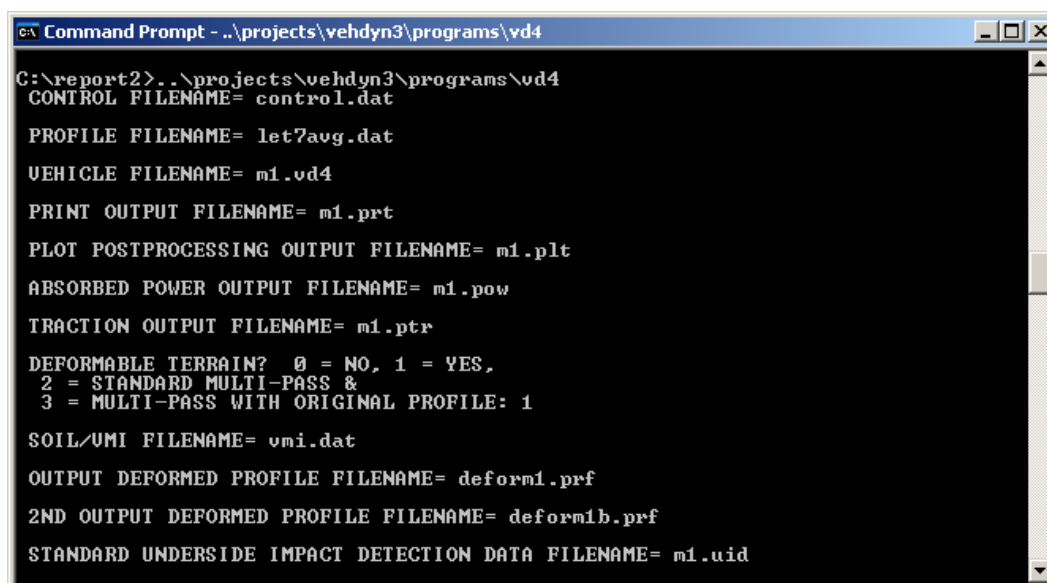 Command Prompt - ..\projects\vehdyn3\programs\vd4
C:\report2>..\projects\vehdyn3\programs\vd4
CONTROL FILENAME= control.dat
PROFILE FILENAME= let7avg.dat
VEHICLE FILENAME= m1.vd4
PRINT OUTPUT FILENAME= m1.prt
PLOT POSTPROCESSING OUTPUT FILENAME= m1.plt
ABSORBED POWER OUTPUT FILENAME= m1.pow
TRACTION OUTPUT FILENAME= m1.ptr
DEFORMABLE TERRAIN?  0 = NO, 1 = YES,
2 = STANDARD MULTI-PASS &
3 = MULTI-PASS WITH ORIGINAL PROFILE: 1
SOIL/VMI FILENAME= vmi.dat
OUTPUT DEFORMED PROFILE FILENAME= deform1.prf
2ND OUTPUT DEFORMED PROFILE FILENAME= deform1b.prf
STANDARD UNDERSIDE IMPACT DETECTION DATA FILENAME= m1.uid